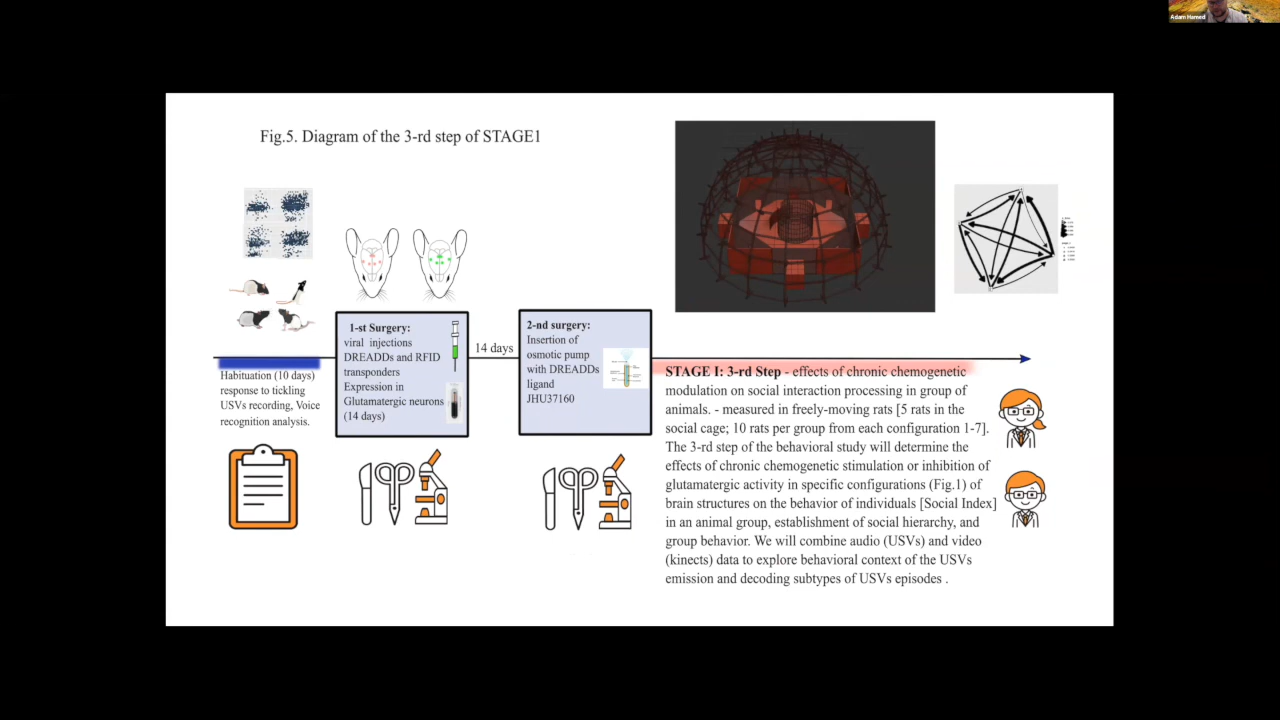 Adam Hamed
Fig.5. Diagram of the 3-rd step of STAGE1
1-st Surgery:
viral injections
DREADDs and RFID
transponders
Expression in
Glutamatergic neurons
(14 days)
14 days
2-nd surgery:
Insertion of
osmotic pump
with DREADDs
ligand
JHU37160
Habituation (10 days)
response to tickling
USVs recording, Voice
recognition analysis.
STAGE I: 3-rd Step - effects of chronic chemogenetic
modulation on social interaction processing in group of
animals. - measured in freely-moving rats [5 rats in the
social cage; 10 rats per group from each configuration 1-7].
The 3-rd step of the behavioral study will determine the
effects of chronic chemogenetic stimulation or inhibition of
glutamatergic activity in specific configurations (Fig.1) of
brain structures on the behavior of individuals [Social Index]
in an animal group, establishment of social hierarchy, and
group behavior. We will combine audio (USVs) and video
(kinects) data to explore behavioral context of the USVs
emission and decoding subtypes of USVs episodes .